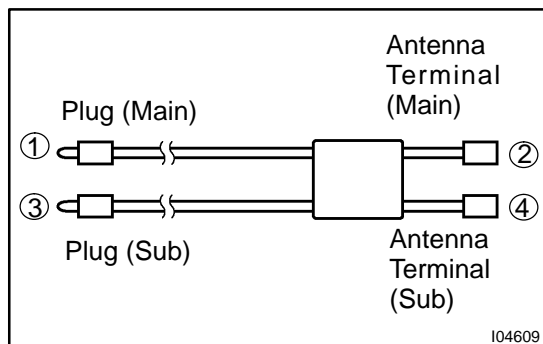 Antenna
Terminal
(Main)
Plug (Main)
1
2
3
4
Plug (Sub)
Antenna
Terminal
(Sub)
I04609